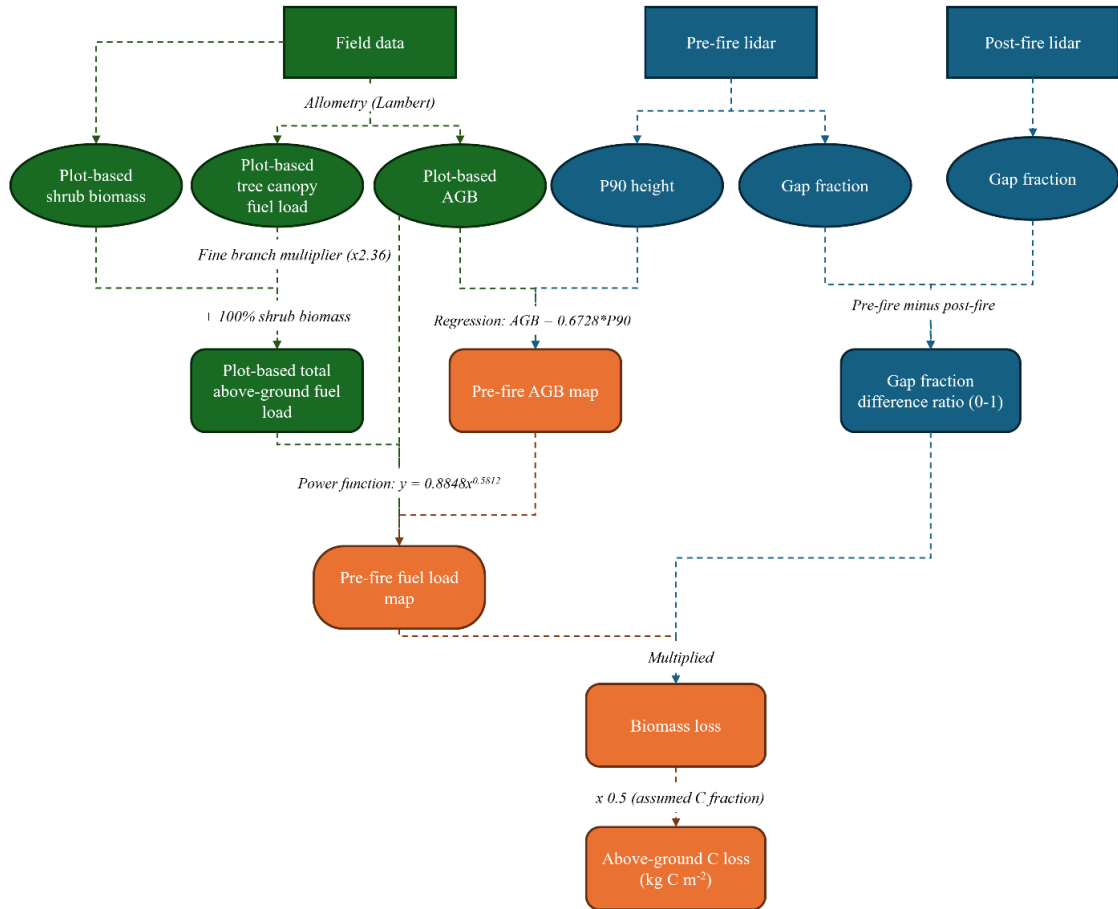 Field data
Pre-fire lidar
Post-fire lidar
Allometry (Lambert)
Plot-based
shrub biomass
Plot-based
tree canopy
fuel load
Plot-based
AGB
P90 height
Gap fraction
Gap fraction
Fine branch multiplier (x2.36)
100% shrub biomass
Regression: AGB – 0.6728*P90
Pre-fire minus post-fire
Plot-based total
above-ground fuel
load
Pre-fire AGB map
Gap fraction
difference ratio (0-1)
Power function: y = 0.8848x^0.5812
Pre-fire fuel load
map
Multiplied
Biomass loss
x 0.5 (assumed C fraction)
Above-ground C loss
(kg C m⁻²)